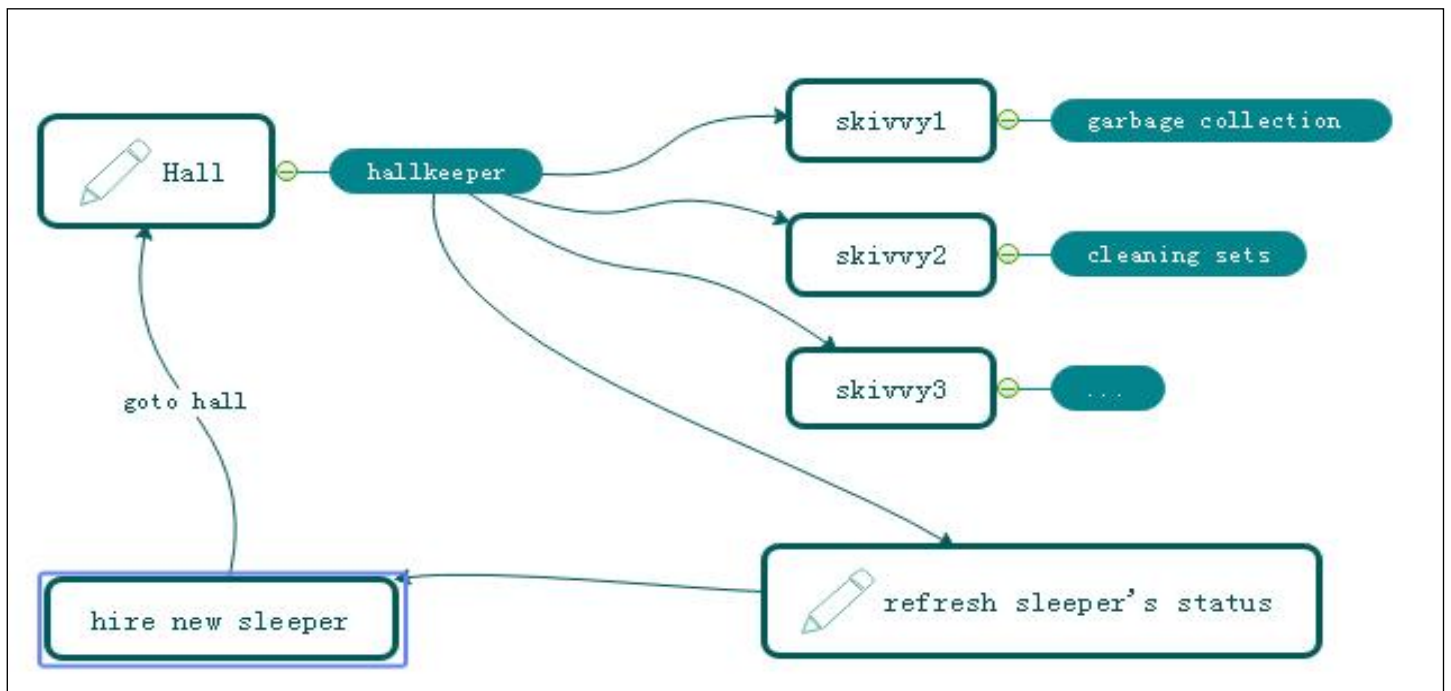 Hall
hallkeeper
skivvy1
garbage collection
skivvy2
cleaning sets
skivvy3
...
goto hall
hire new sleeper
refresh sleeper's status